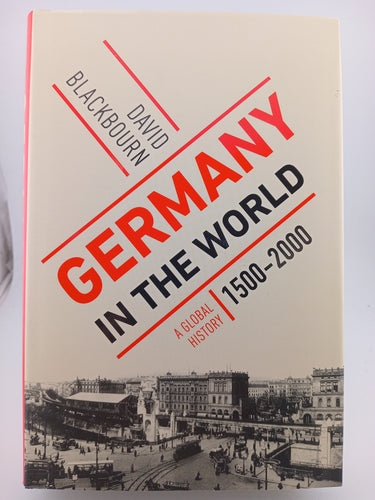 DAVID
BLACKBOURN
GERMANY
IN THE WORLD
A GLOBAL
HISTORY
1500–2000